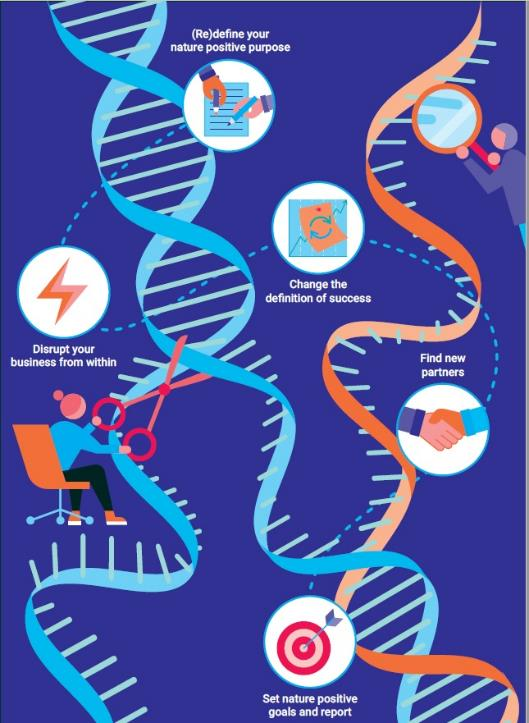 (Re)define your
nature positive purpose
Disrupt your
business from within
Change the
definition of success
Find new
partners
Set nature positive
goals and report